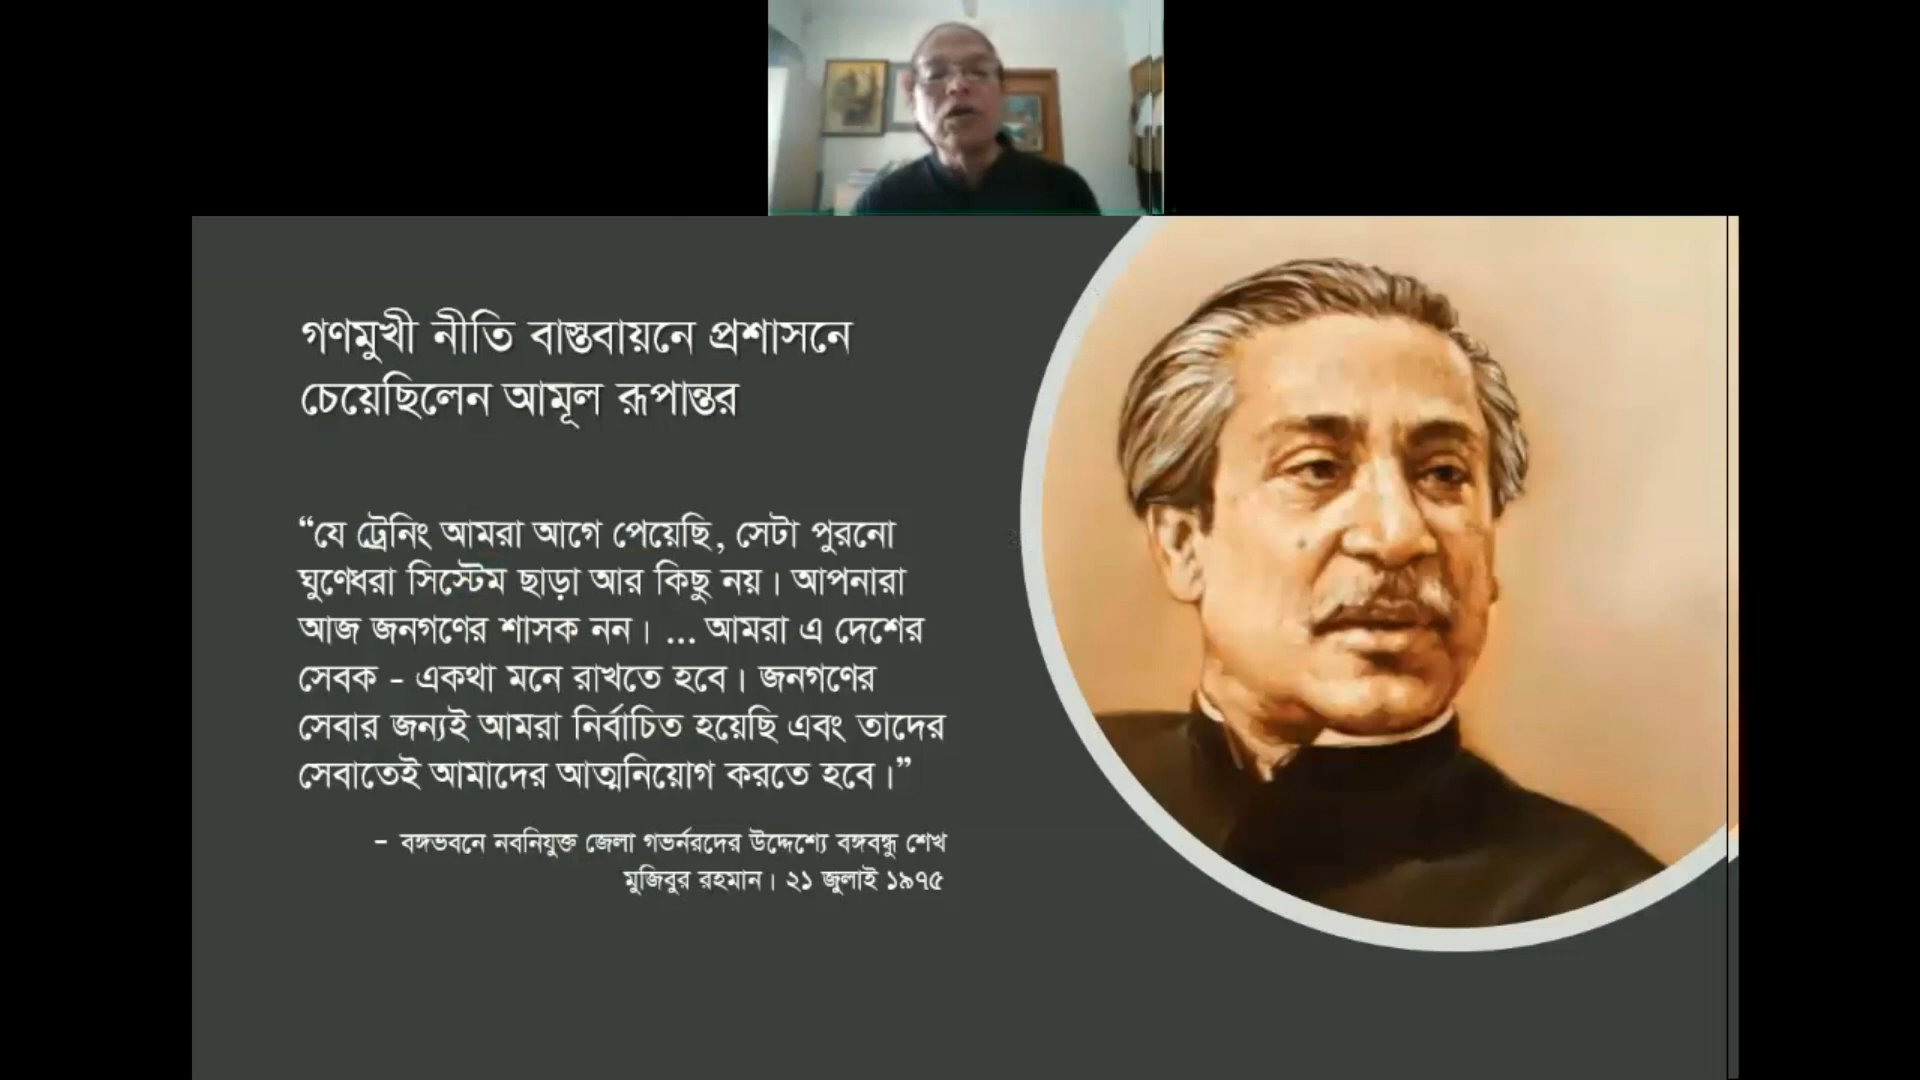 গণমুখী নীতি বাস্তবায়নে প্রশাসনে
চেয়েছিলেন আমূল রূপান্তর
“যে ট্রেনিং আমরা আগে পেয়েছি, সেটা পুরনো
ঘুণেধরা সিস্টেম ছাড়া আর কিছু নয়। আপনারা
আজ জনগণের শাসক নন। ... আমরা এ দেশের
সেবক - একথা মনে রাখতে হবে। জনগণের
সেবার জন্যই আমরা নির্বাচিত হয়েছি এবং তাদের
সেবাতেই আমাদের আত্মনিয়োগ করতে হবে।”
– বঙ্গভবনে নবনিযুক্ত জেলা গভর্নরদের উদ্দেশ্যে বঙ্গবন্ধু শেখ
মুজিবুর রহমান। ২১ জুলাই ১৯৭৫